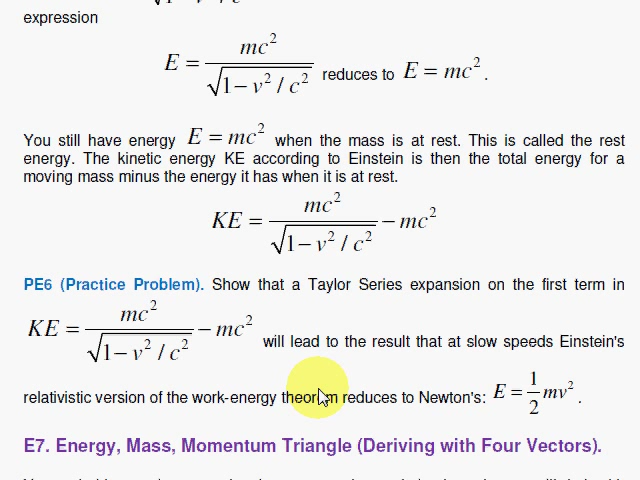 expression
E = mc² / √(1 − v² / c²) reduces to E = mc² .
You still have energy E = mc² when the mass is at rest. This is called the rest
energy. The kinetic energy KE according to Einstein is then the total energy for a
moving mass minus the energy it has when it is at rest.
KE = mc² / √(1 − v² / c²) − mc²
PE6 (Practice Problem). Show that a Taylor Series expansion on the first term in
KE = mc² / √(1 − v² / c²) − mc² will lead to the result that at slow speeds Einstein's
relativistic version of the work-energy theorem reduces to Newton's: E = 1/2 mv² .
E7. Energy, Mass, Momentum Triangle (Deriving with Four Vectors).